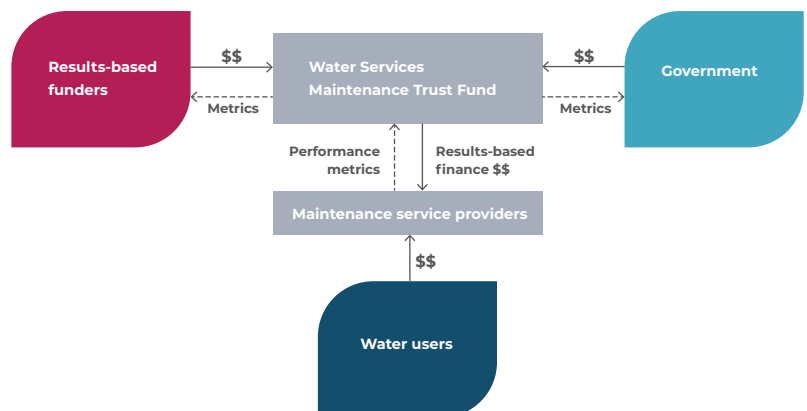 Results-based
funders
$$
Metrics
Water Services
Maintenance Trust Fund
$$
Metrics
Government
Performance
metrics
Results-based
finance $$
Maintenance service providers
$$
Water users